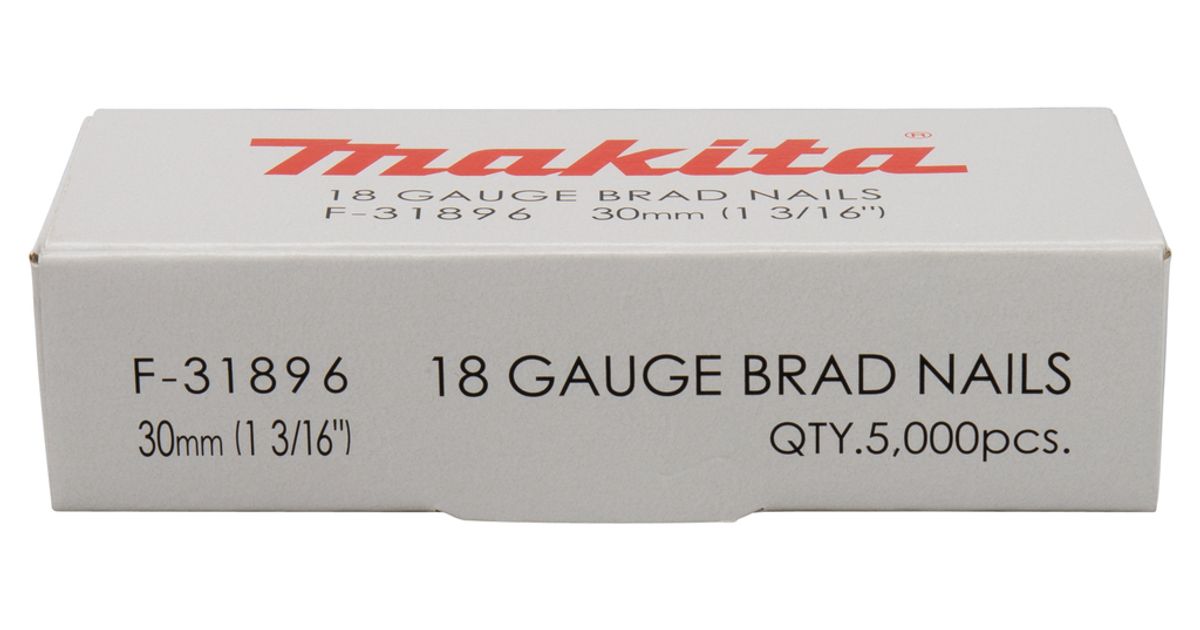 makita®
18 GAUGE BRAD NAILS
F-31896 30mm (1 3/16")
F-31896 18 GAUGE BRAD NAILS
30mm (1 3/16") QTY.5,000pcs.